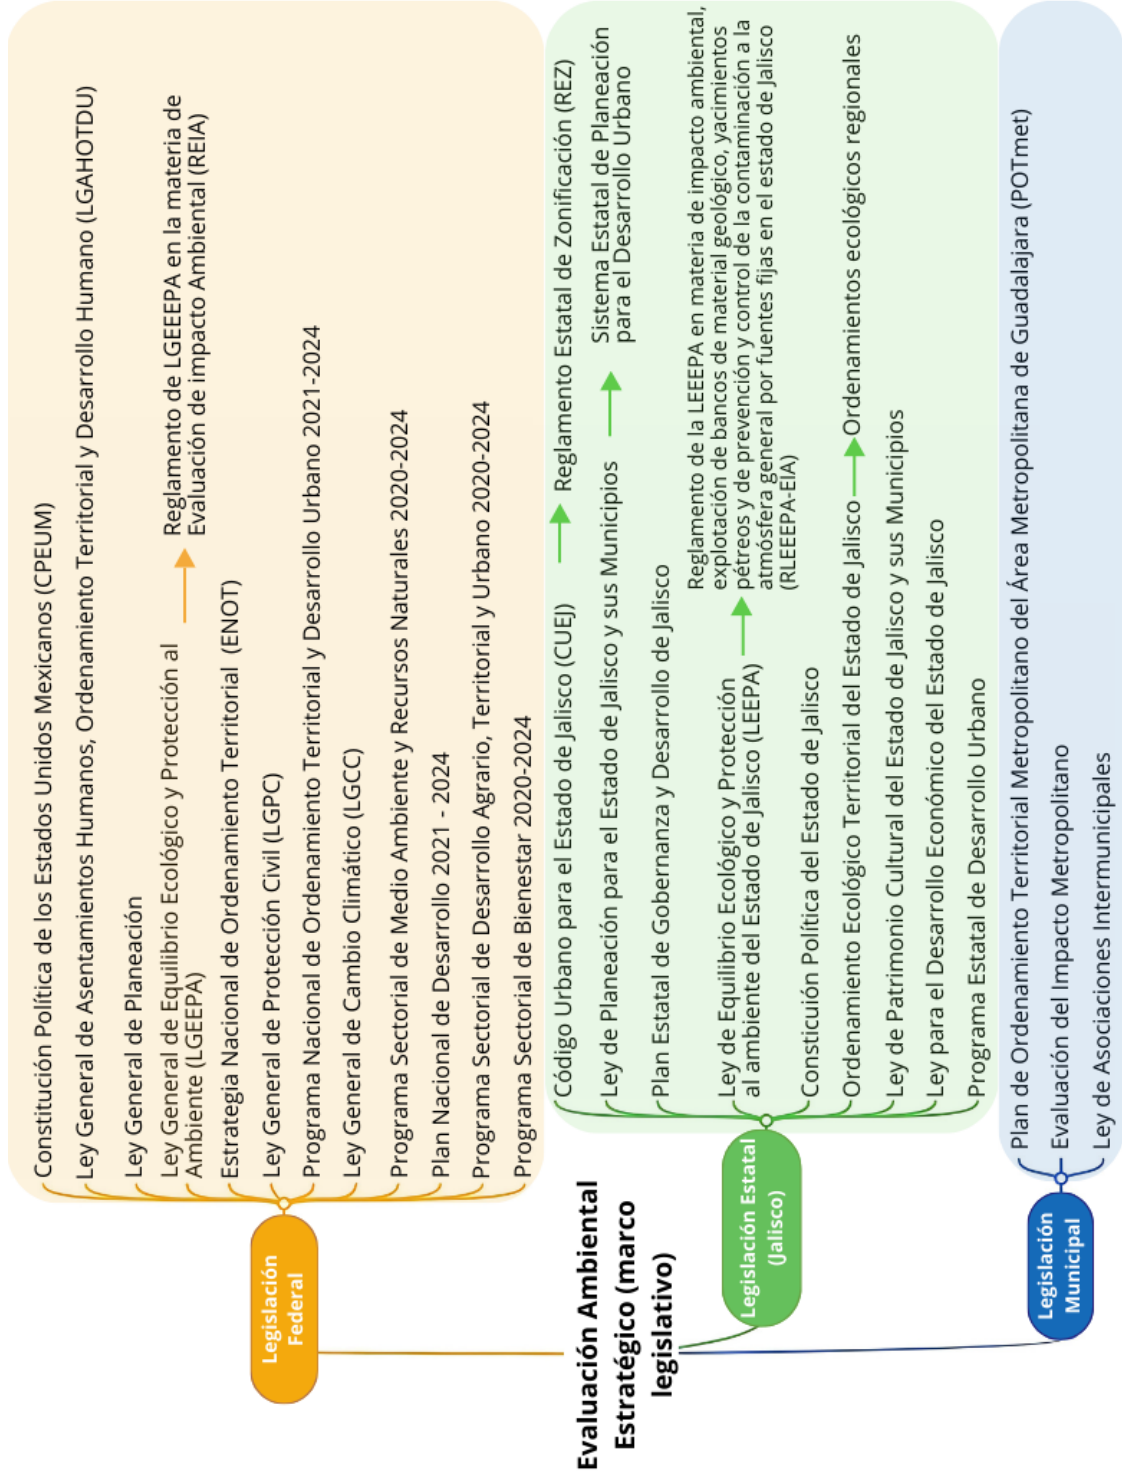 Evaluación Ambiental
Estratégico (marco
legislativo)
Legislación
Federal
Constitución Política de los Estados Unidos Mexicanos (CPEUM)
Ley General de Asentamientos Humanos, Ordenamiento Territorial y Desarrollo Humano (LGAHOTDU)
Ley General de Planeación
Ley General de Equilibrio Ecológico y Protección al
Ambiente (LGEEPA)
Reglamento de LGEEEPA en la materia de
Evaluación de impacto Ambiental (REIA)
Estrategia Nacional de Ordenamiento Territorial (ENOT)
Ley General de Protección Civil (LGPC)
Programa Nacional de Ordenamiento Territorial y Desarrollo Urbano 2021-2024
Ley General de Cambio Climático (LGCC)
Programa Sectorial de Medio Ambiente y Recursos Naturales 2020-2024
Plan Nacional de Desarrollo 2021 - 2024
Programa Sectorial de Desarrollo Agrario, Territorial y Urbano 2020-2024
Programa Sectorial de Bienestar 2020-2024
Legislación Estatal
(Jalisco)
Código Urbano para el Estado de Jalisco (CUEJ)
Reglamento Estatal de Zonificación (REZ)
Ley de Planeación para el Estado de Jalisco y sus Municipios
Sistema Estatal de Planeación
para el Desarrollo Urbano
Plan Estatal de Gobernanza y Desarrollo de Jalisco
Ley de Equilibrio Ecológico y Protección
al ambiente del Estado de Jalisco (LEEPA)
Reglamento de la LEEEPA en materia de impacto ambiental,
explotación de bancos de material geológico, yacimientos
pétreos y de prevención y control de la contaminación a la
atmósfera general por fuentes fijas en el estado de Jalisco
(RLEEEPA-EIA)
Consticuión Política del Estado de Jalisco
Ordenamiento Ecológico Territorial del Estado de Jalisco
Ordenamientos ecológicos regionales
Ley de Patrimonio Cultural del Estado de Jalisco y sus Municipios
Ley para el Desarrollo Económico del Estado de Jalisco
Programa Estatal de Desarrollo Urbano
Legislación
Municipal
Plan de Ordenamiento Territorial Metropolitano del Área Metropolitana de Guadalajara (POTmet)
Evaluación del Impacto Metropolitano
Ley de Asociaciones Intermunicipales